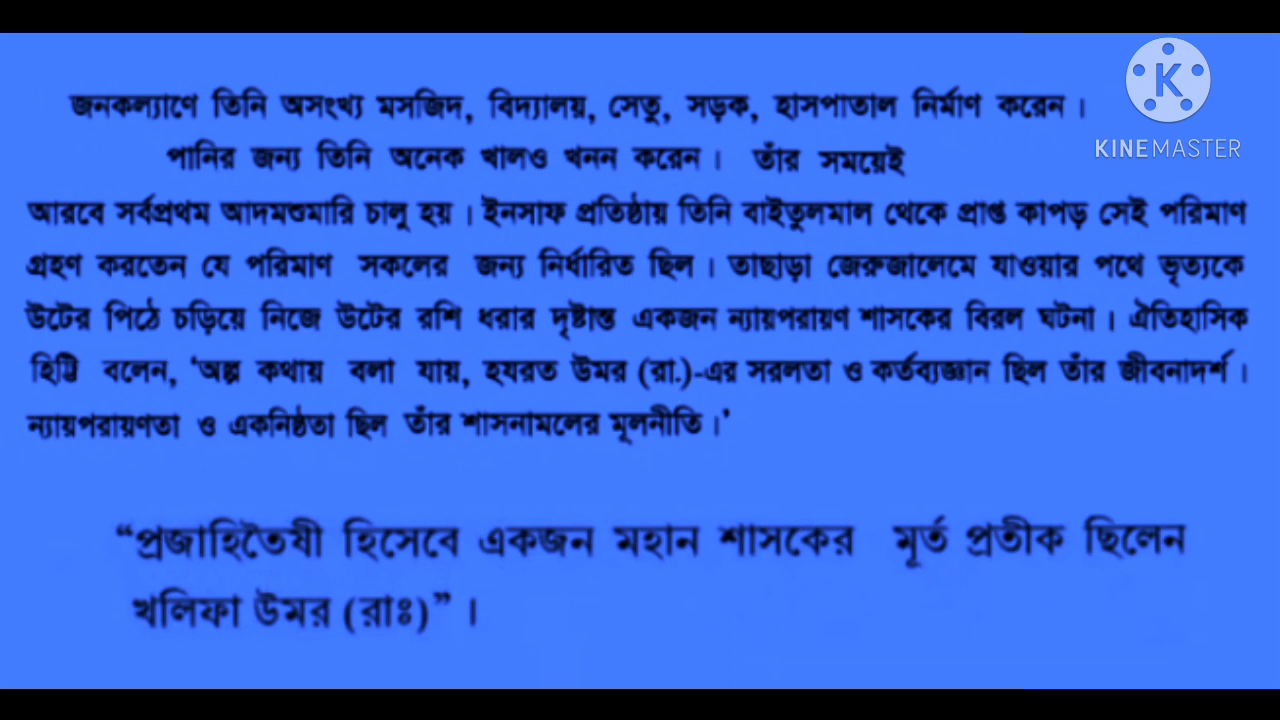 জনকল্যাণে তিনি অসংখ্য মসজিদ, বিদ্যালয়, সেতু, সড়ক, হাসপাতাল নির্মাণ করেন।
পানির জন্য তিনি অনেক খালও খনন করেন। তাঁর সময়েই
আরবে সর্বপ্রথম আদমশুমারি চালু হয়। ইনসাফ প্রতিষ্ঠায় তিনি বাইতুলমাল থেকে প্রাপ্ত কাপড় সেই পরিমাণ
গ্রহণ করতেন যে পরিমাণ সকলের জন্য নির্ধারিত ছিল। তাছাড়া জেরুজালেমে যাওয়ার পথে ভৃত্যকে
উটের পিঠে চড়িয়ে নিজে উটের রশি ধরার দৃষ্টান্ত একজন ন্যায়পরায়ণ শাসকের বিরল ঘটনা। ঐতিহাসিক
হিট্টি বলেন, ‘অল্প কথায় বলা যায়, হযরত উমর (রা.)-এর সরলতা ও কর্তব্যজ্ঞান ছিল তাঁর জীবনাদর্শ।
ন্যায়পরায়ণতা ও একনিষ্ঠতা ছিল তাঁর শাসনামলের মূলনীতি।’
“প্রজাহিতৈষী হিসেবে একজন মহান শাসকের মূর্ত প্রতীক ছিলেন
খলিফা উমর (রাঃ)”।
K
KINEMASTER